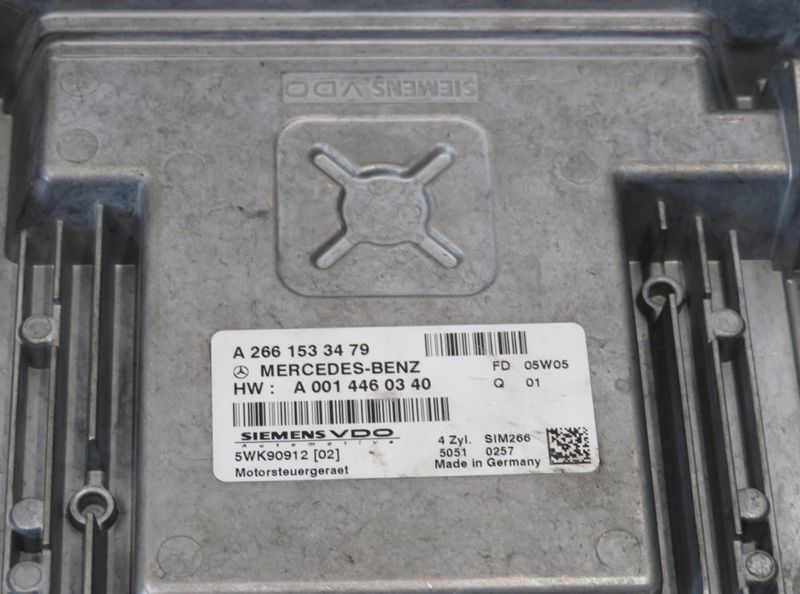 SIEMENS VDO
A 266 153 34 79
MERCEDES-BENZ
HW : A 001 446 03 40
FD 05W05
Q 01
SIEMENS VDO
Automotive
5WK90912 [02]
Motorsteuergeraet
4 Zyl. SIM266
5051 0257
Made in Germany